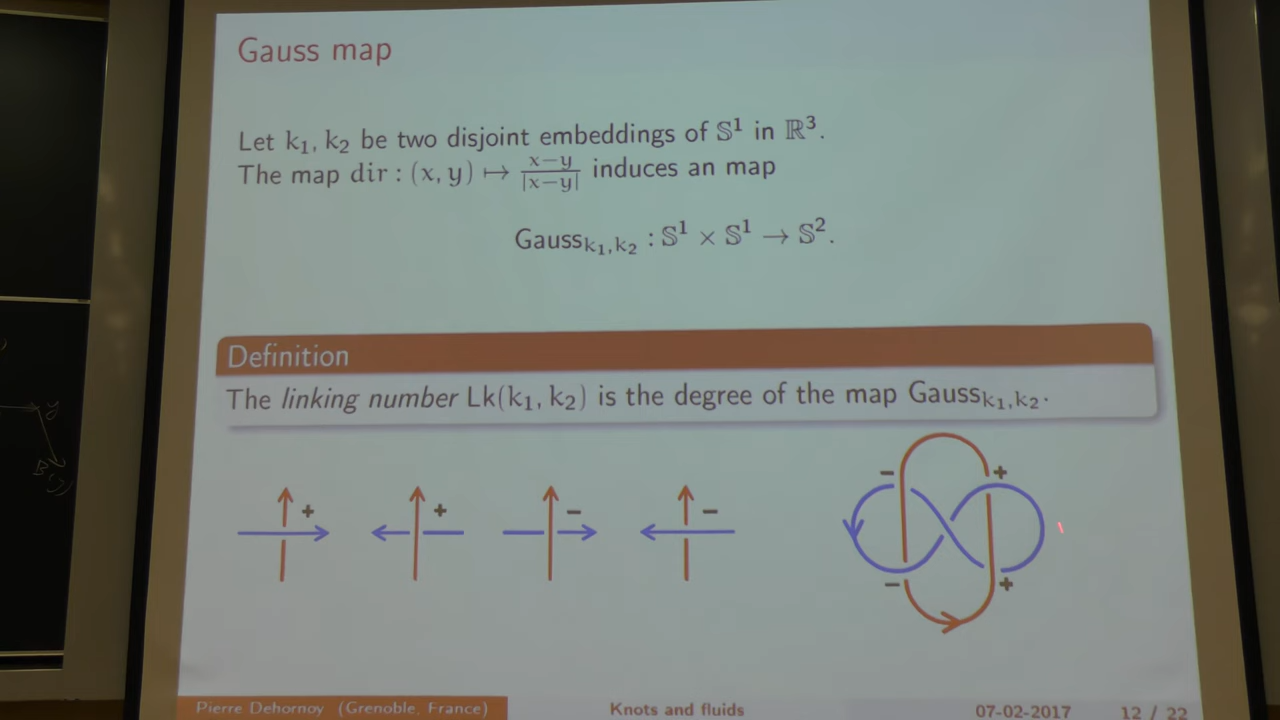 Gauss map
Let k₁, k₂ be two disjoint embeddings of 𝕊¹ in ℝ³.
The map dir : (x, y) ↦ x−y / |x−y| induces an map
Gauss_{k₁,k₂} : 𝕊¹ × 𝕊¹ → 𝕊².
Definition
The linking number Lk(k₁, k₂) is the degree of the map Gauss_{k₁,k₂}.
+ + − − − +
− +
Pierre Dehornoy (Grenoble, France) Knots and fluids 07-02-2017 12 / 22